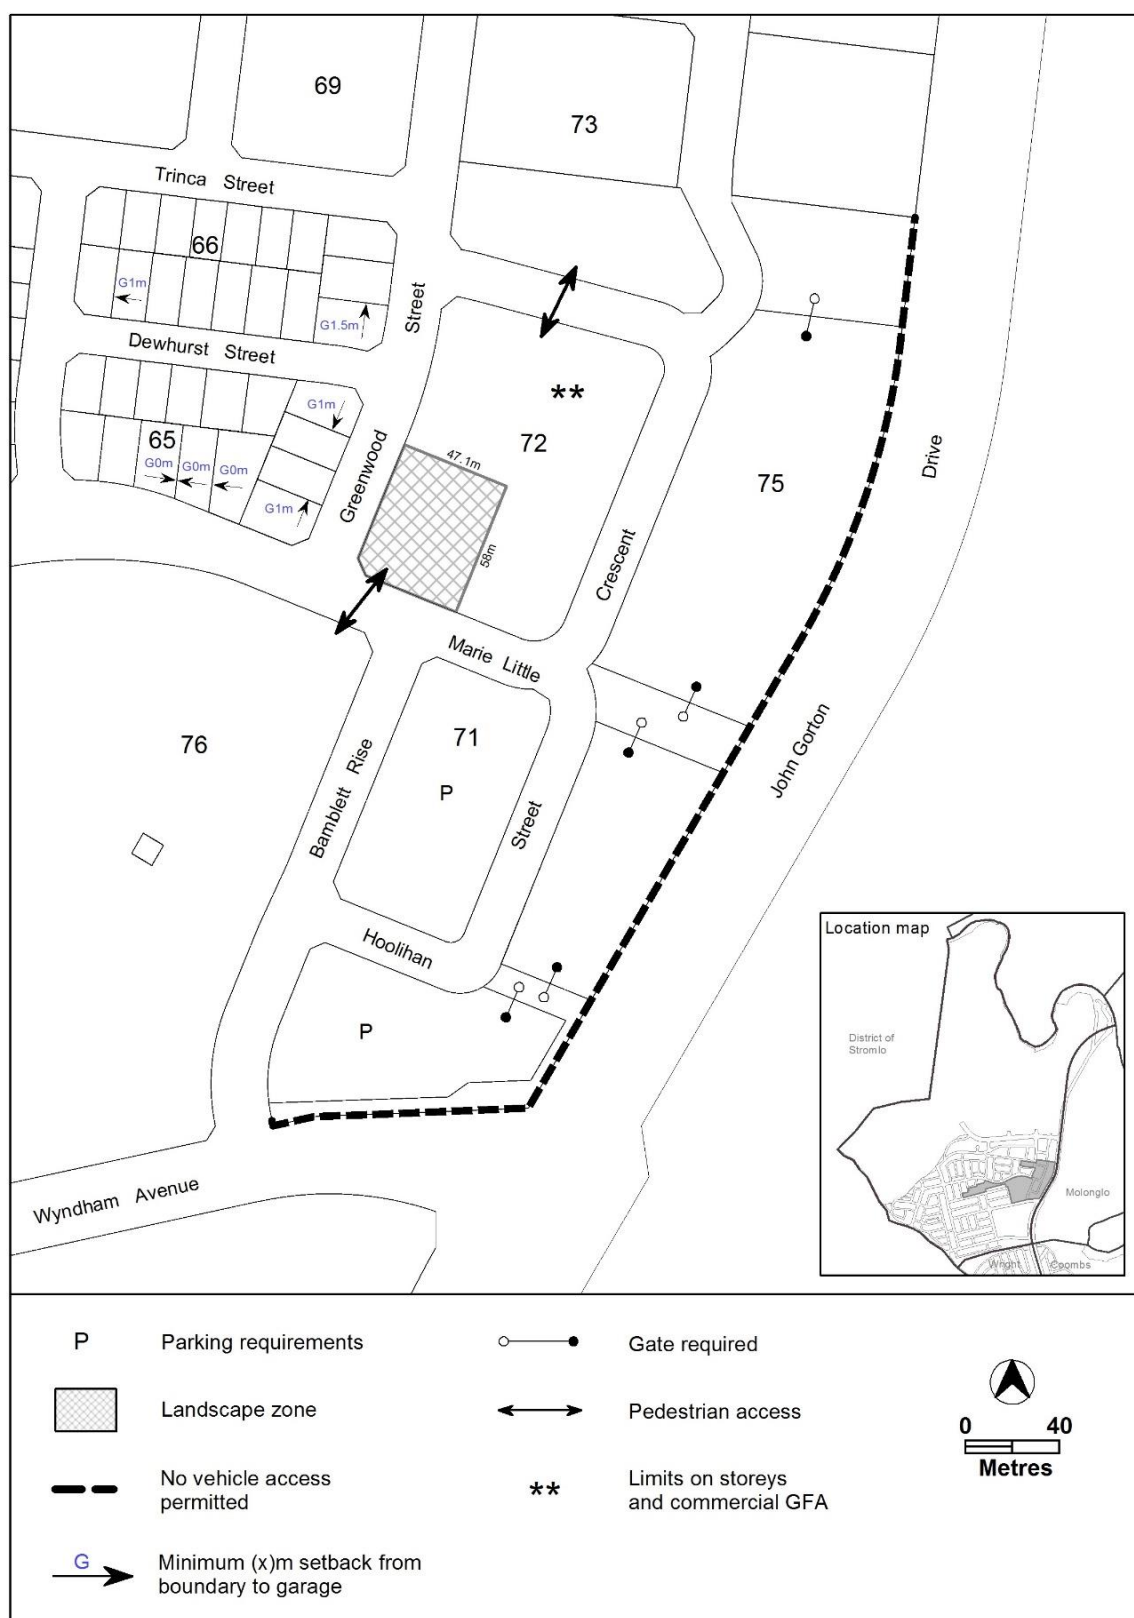 69
73
Trinca Street
66
G1m
G1.5m
Street
Dewhurst Street
G1m
65
G0m G0m G0m
G1m
Greenwood
47.1m
58m
**
72
75
Drive
Crescent
Marie Little
76
71
P
Bamblett Rise
Street
John Gorton
Hoolihan
P
Wyndham Avenue
Location map
District of
Stromlo
Molonglo
Wright
Coombs
P Parking requirements
Gate required
Landscape zone
Pedestrian access
No vehicle access
permitted
** Limits on storeys
and commercial GFA
G Minimum (x)m setback from
boundary to garage
0 40
Metres